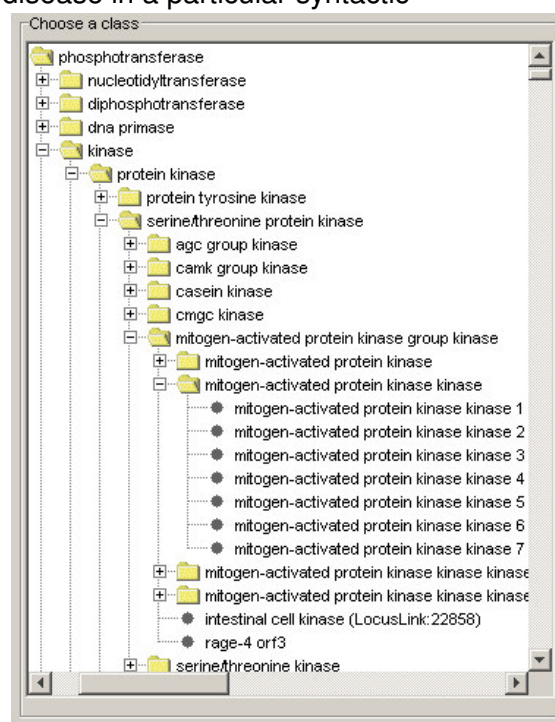 disease in a particular syntactic
Choose a class
phosphotransferase
nucleotidyltransferase
diphosphotransferase
dna primase
kinase
protein kinase
protein tyrosine kinase
serine/threonine protein kinase
agc group kinase
camk group kinase
casein kinase
cmgc kinase
mitogen-activated protein kinase group kinase
mitogen-activated protein kinase
mitogen-activated protein kinase kinase
mitogen-activated protein kinase kinase 1
mitogen-activated protein kinase kinase 2
mitogen-activated protein kinase kinase 3
mitogen-activated protein kinase kinase 4
mitogen-activated protein kinase kinase 5
mitogen-activated protein kinase kinase 6
mitogen-activated protein kinase kinase 7
mitogen-activated protein kinase kinase kinase
mitogen-activated protein kinase kinase kinase
intestinal cell kinase (LocusLink:22858)
rage-4 orf3
serine/threonine kinase